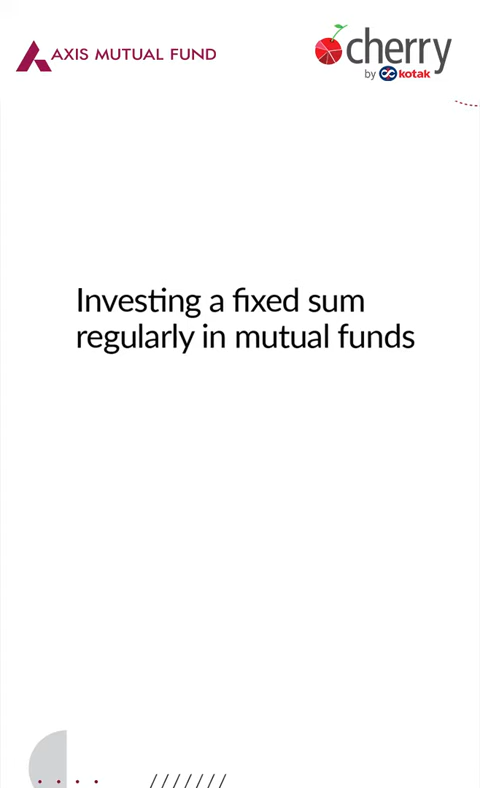 AXIS MUTUAL FUND
cherry
by kotak
Investing a fixed sum
regularly in mutual funds